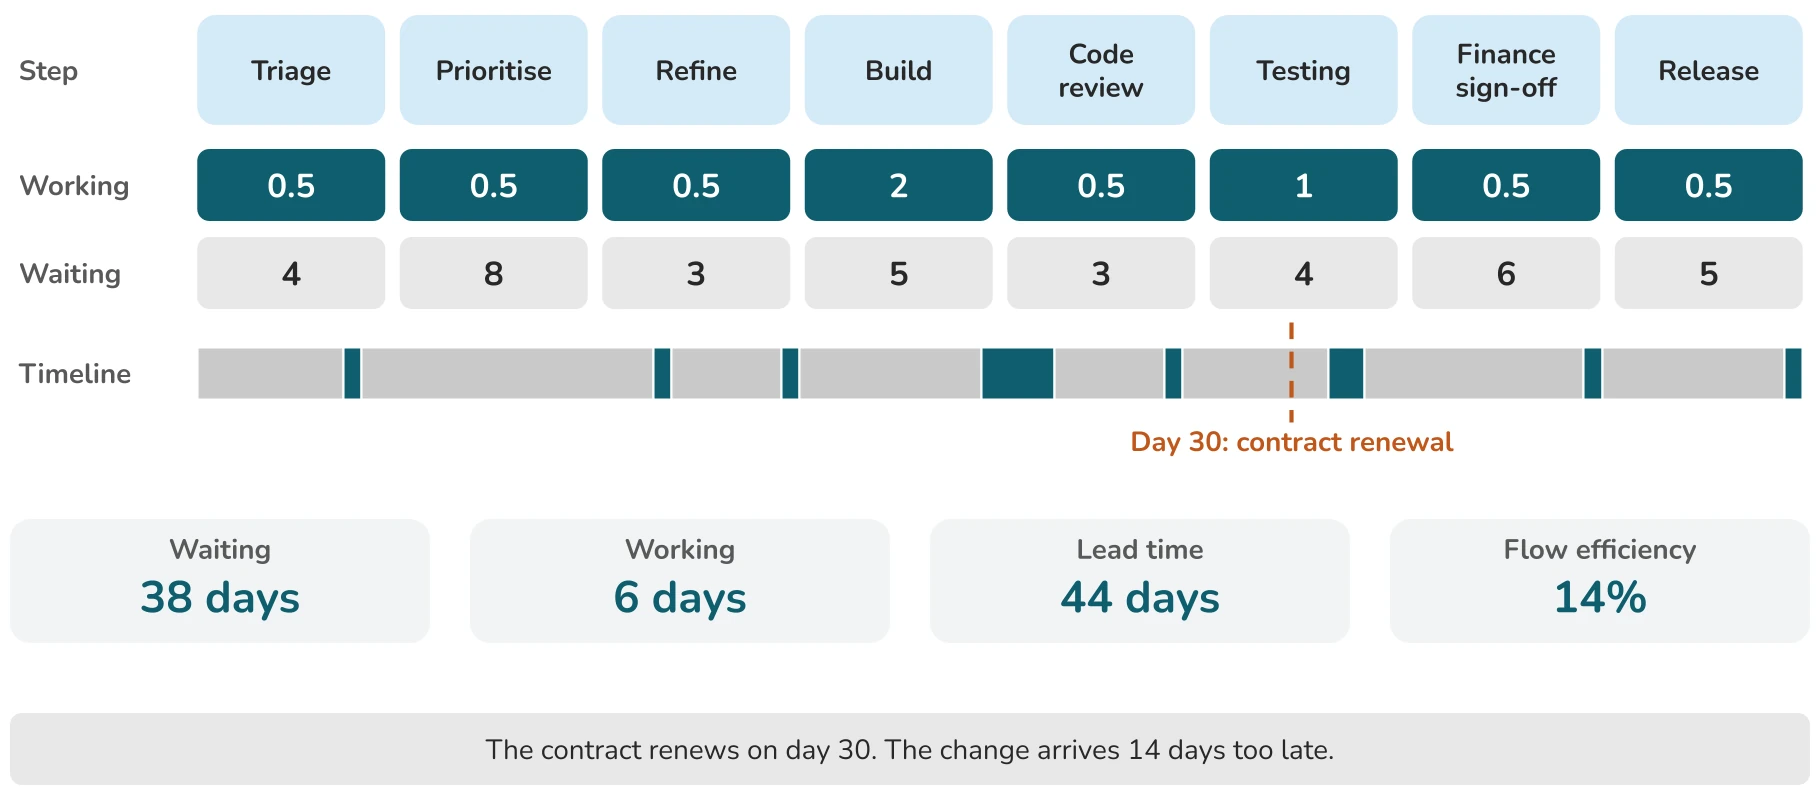 Step
Triage
Prioritise
Refine
Build
Code
review
Testing
Finance
sign-off
Release
Working
0.5
0.5
0.5
2
0.5
1
0.5
0.5
Waiting
4
8
3
5
3
4
6
5
Timeline
Day 30: contract renewal
Waiting
38 days
Working
6 days
Lead time
44 days
Flow efficiency
14%
The contract renews on day 30. The change arrives 14 days too late.